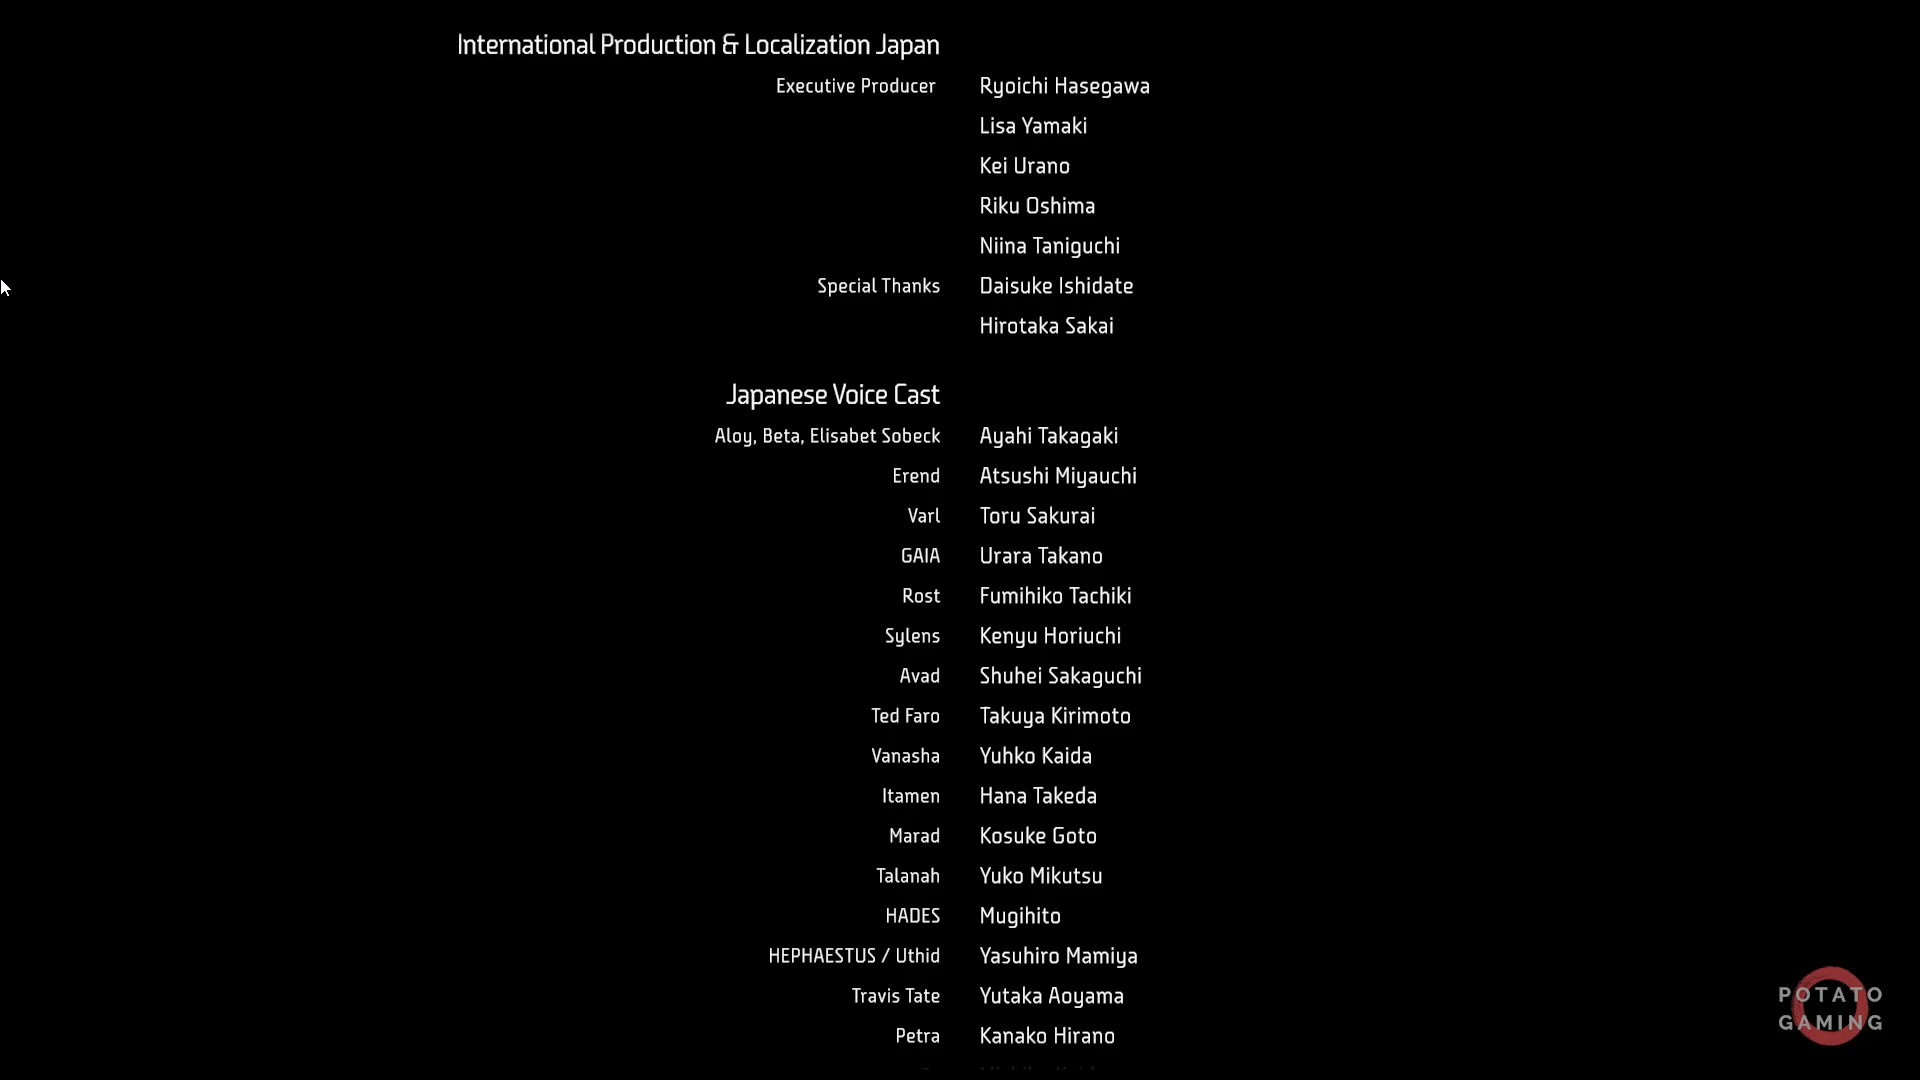 International Production & Localization Japan
Executive Producer Ryoichi Hasegawa
Lisa Yamaki
Kei Urano
Riku Oshima
Niina Taniguchi
Special Thanks Daisuke Ishidate
Hirotaka Sakai
Japanese Voice Cast
Aloy, Beta, Elisabet Sobeck Ayahi Takagaki
Erend Atsushi Miyauchi
Varl Toru Sakurai
GAIA Urara Takano
Rost Fumihiko Tachiki
Sylens Kenyu Horiuchi
Avad Shuhei Sakaguchi
Ted Faro Takuya Kirimoto
Vanasha Yuhko Kaida
Itamen Hana Takeda
Marad Kosuke Goto
Talanah Yuko Mikutsu
HADES Mugihito
HEPHAESTUS / Uthid Yasuhiro Mamiya
Travis Tate Yutaka Aoyama
Petra Kanako Hirano
POTATO
GAMING